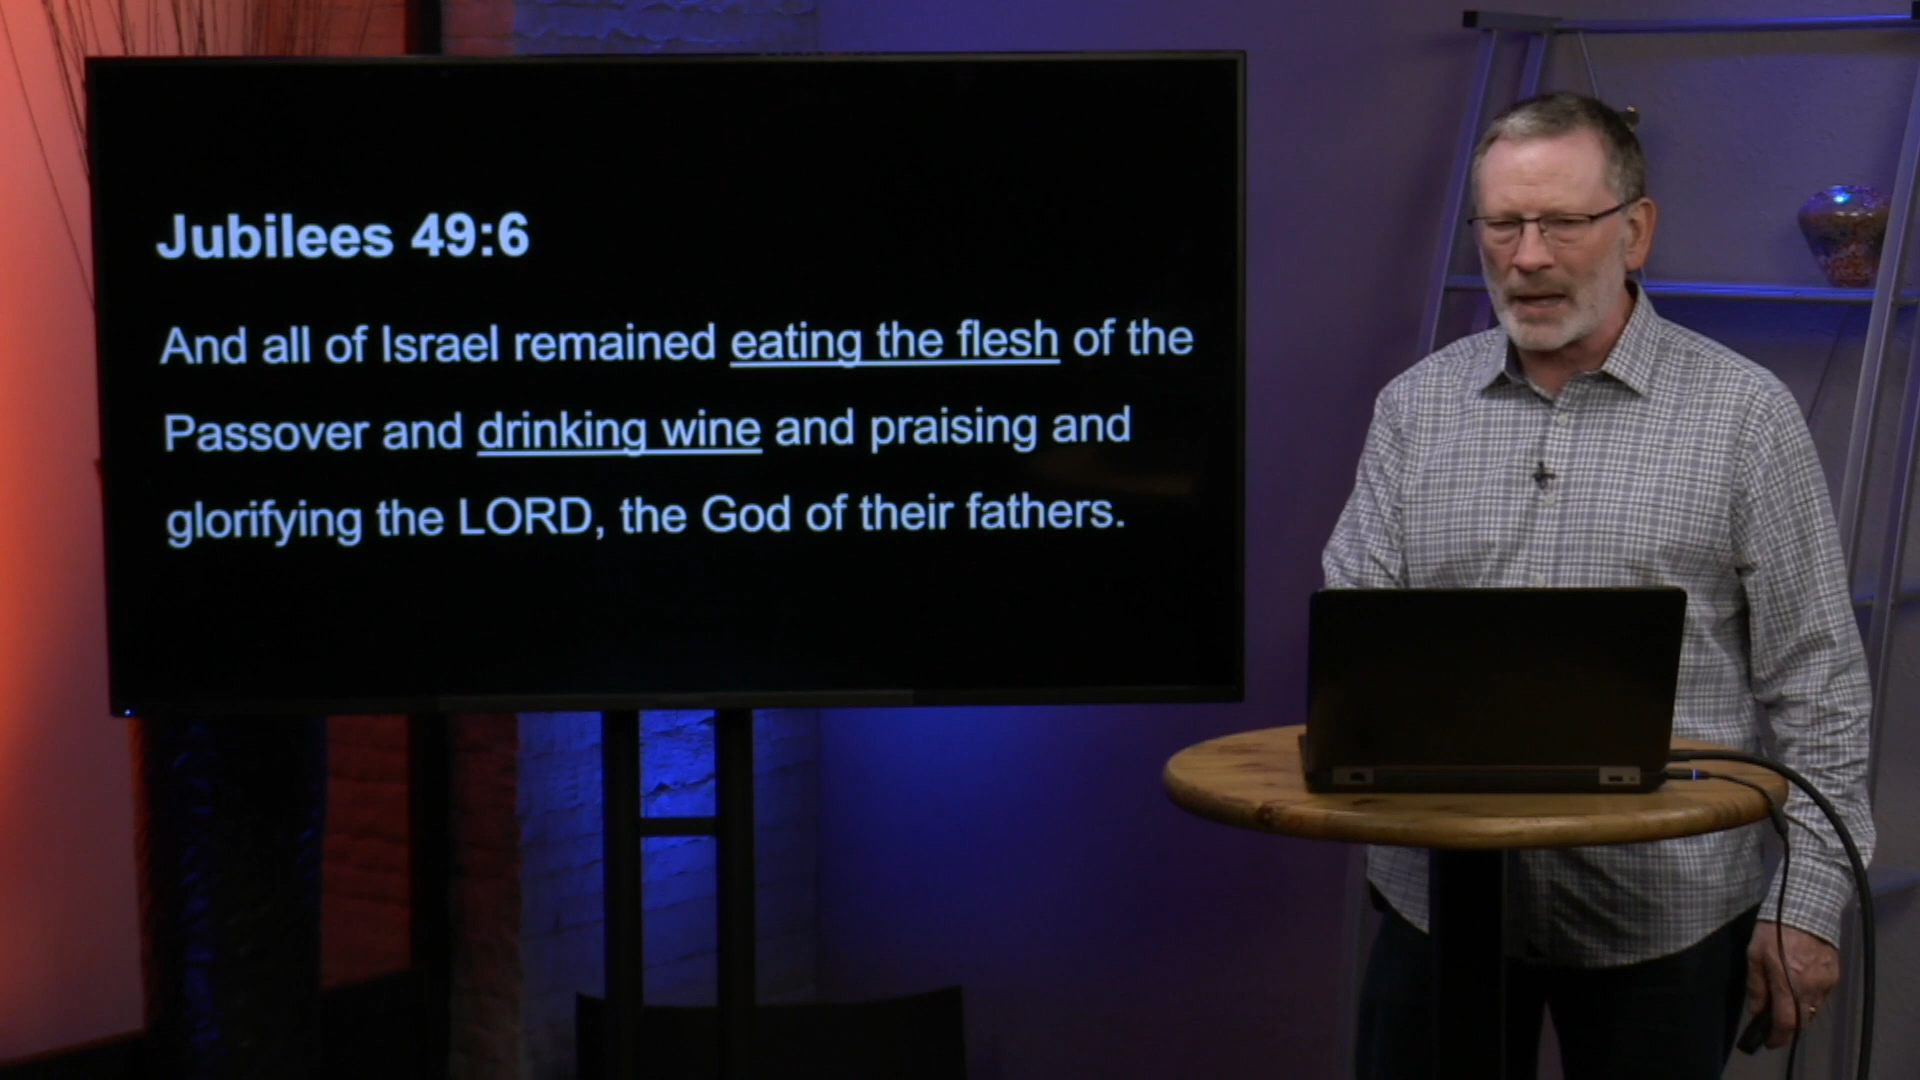 Jubilees 49:6
And all of Israel remained eating the flesh of the
Passover and drinking wine and praising and
glorifying the LORD, the God of their fathers.